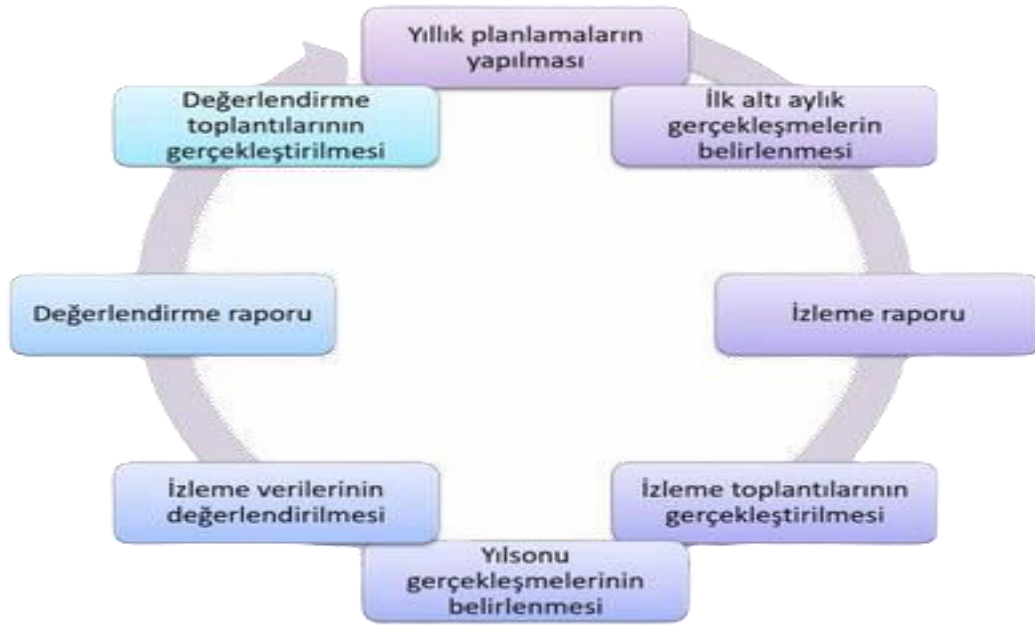 Yıllık planlamaların
yapılması
İlk altı aylık
gerçekleşmelerin
belirlenmesi
İzleme raporu
İzleme toplantılarının
gerçekleştirilmesi
Yılsonu
gerçekleşmelerinin
belirlenmesi
İzleme verilerinin
değerlendirilmesi
Değerlendirme raporu
Değerlendirme
toplantılarının
gerçekleştirilmesi